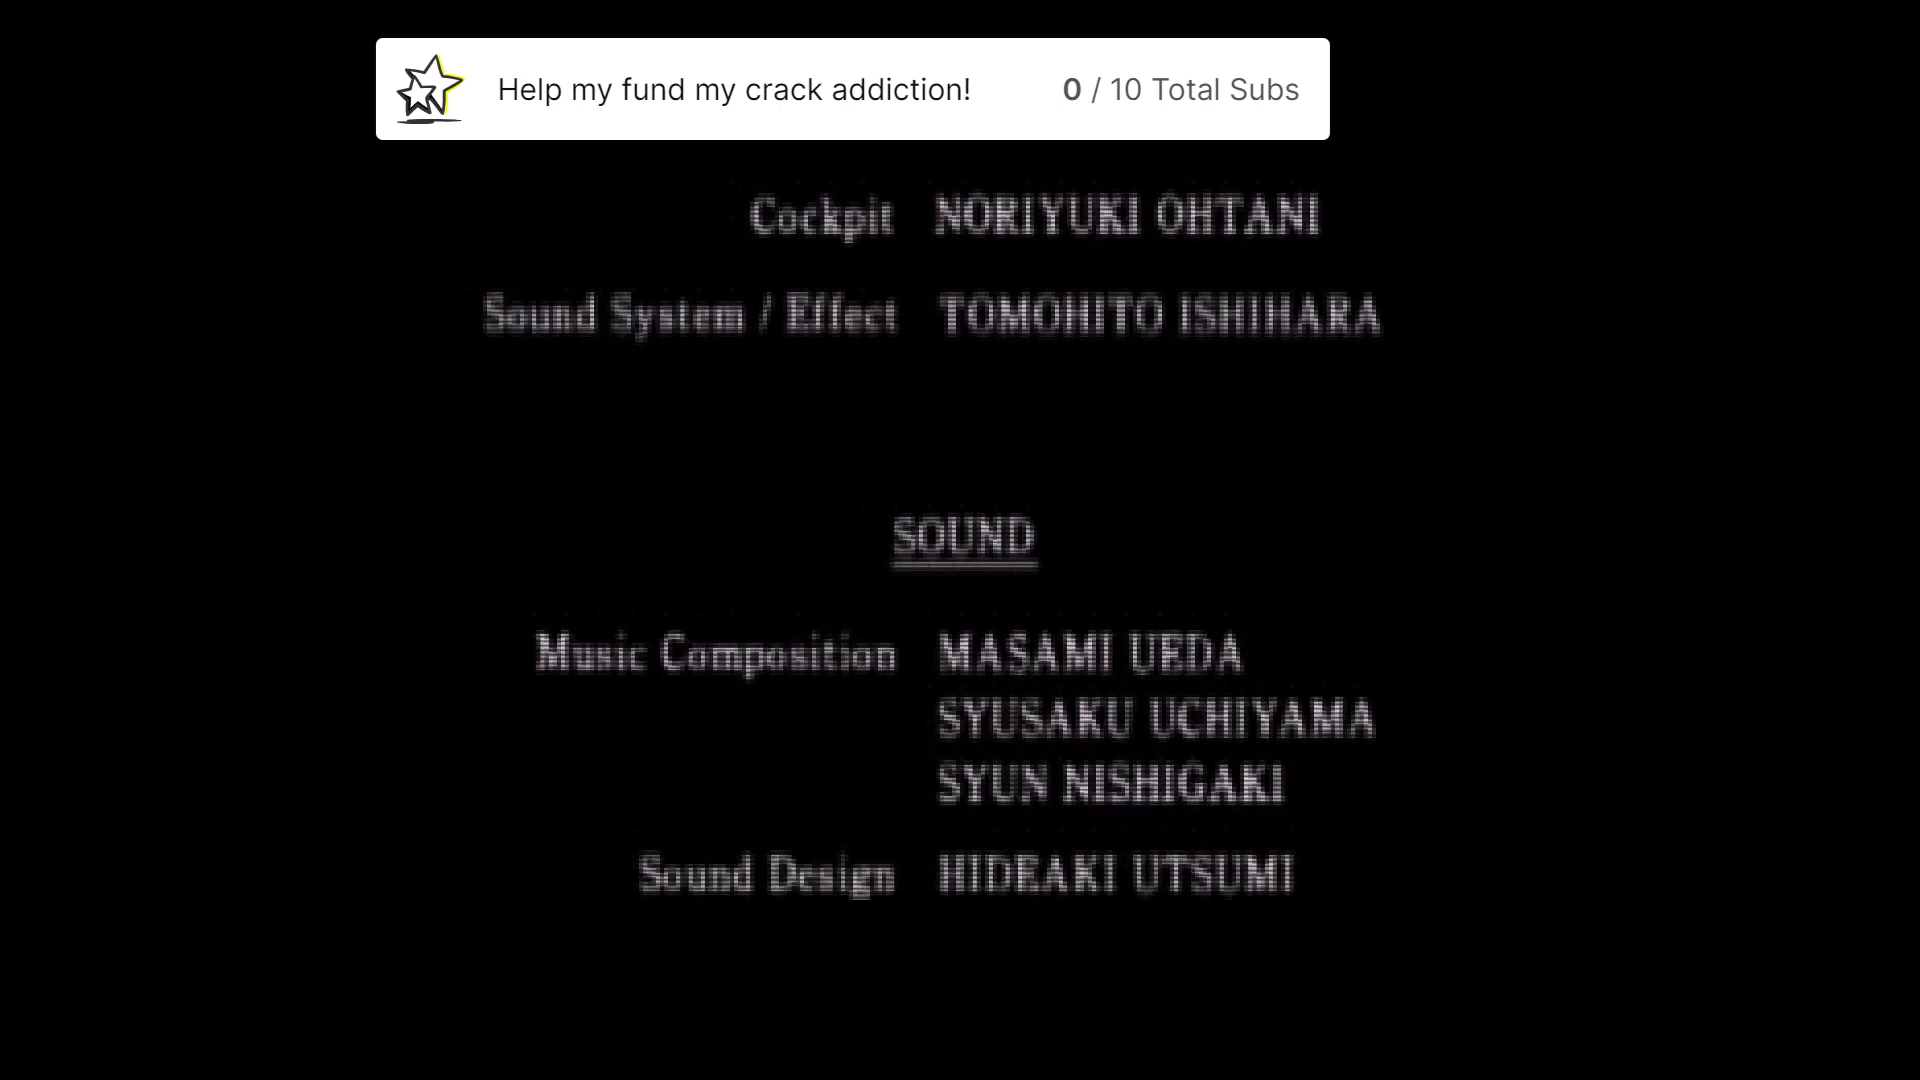 Help my fund my crack addiction! 0 / 10 Total Subs
Cockpit NORIYUKI OHTANI
Sound System / Effect TOMOHITO ISHIHARA
SOUND
Music Composition MASAMI UEDA
SYUSAKU UCHIYAMA
SYUN NISHIGAKI
Sound Design HIDEAKI UTSUMI